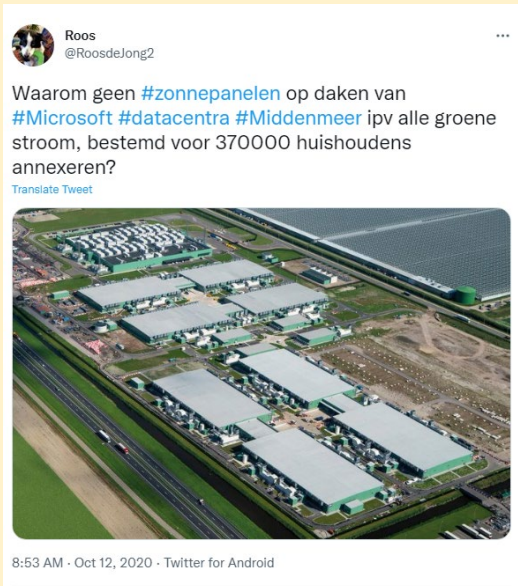 Roos
@RoosdeJong2
Waarom geen #zonnepanelen op daken van
#Microsoft #datacentra #Middenmeer ipv alle groene
stroom, bestemd voor 370000 huishoudens
annexeren?
Translate Tweet
8:53 AM · Oct 12, 2020 · Twitter for Android